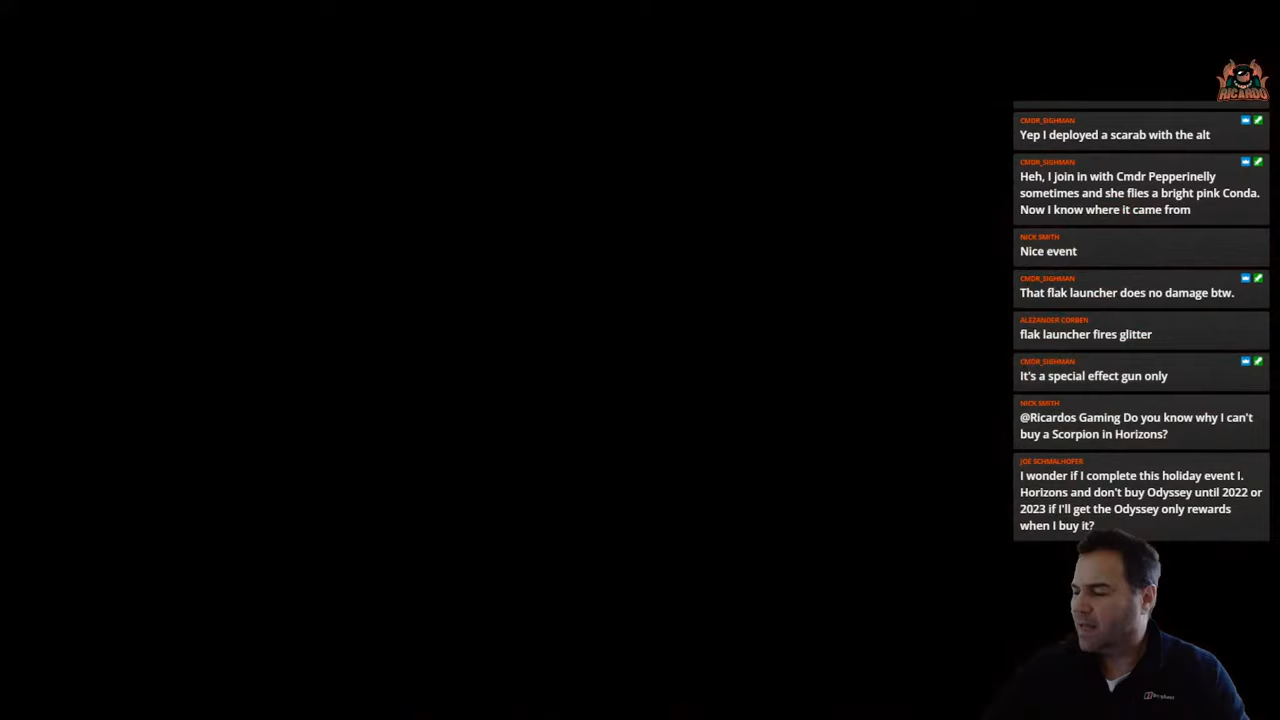 RICARDO
CMDR_SIGHMAN
Yep I deployed a scarab with the alt
CMDR_SIGHMAN
Heh, I join in with Cmdr Pepperinelly
sometimes and she flies a bright pink Conda.
Now I know where it came from
NICK SMITH
Nice event
CMDR_SIGHMAN
That flak launcher does no damage btw.
ALEZANDER CORBEN
flak launcher fires glitter
CMDR_SIGHMAN
It's a special effect gun only
NICK SMITH
@Ricardos Gaming Do you know why I can't
buy a Scorpion in Horizons?
JOE SCHMALHOFER
I wonder if I complete this holiday event I.
Horizons and don't buy Odyssey until 2022 or
2023 if I'll get the Odyssey only rewards
when I buy it?